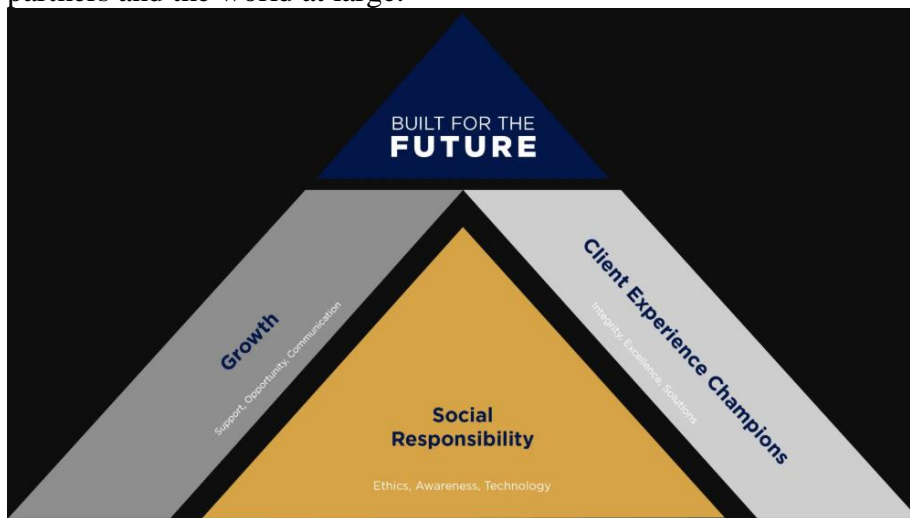 partners and the world at large.
BUILT FOR THE
FUTURE
Growth
Support, Opportunity, Communication
Client Experience Champions
Integrity, Excellence, Solutions
Social
Responsibility
Ethics, Awareness, Technology